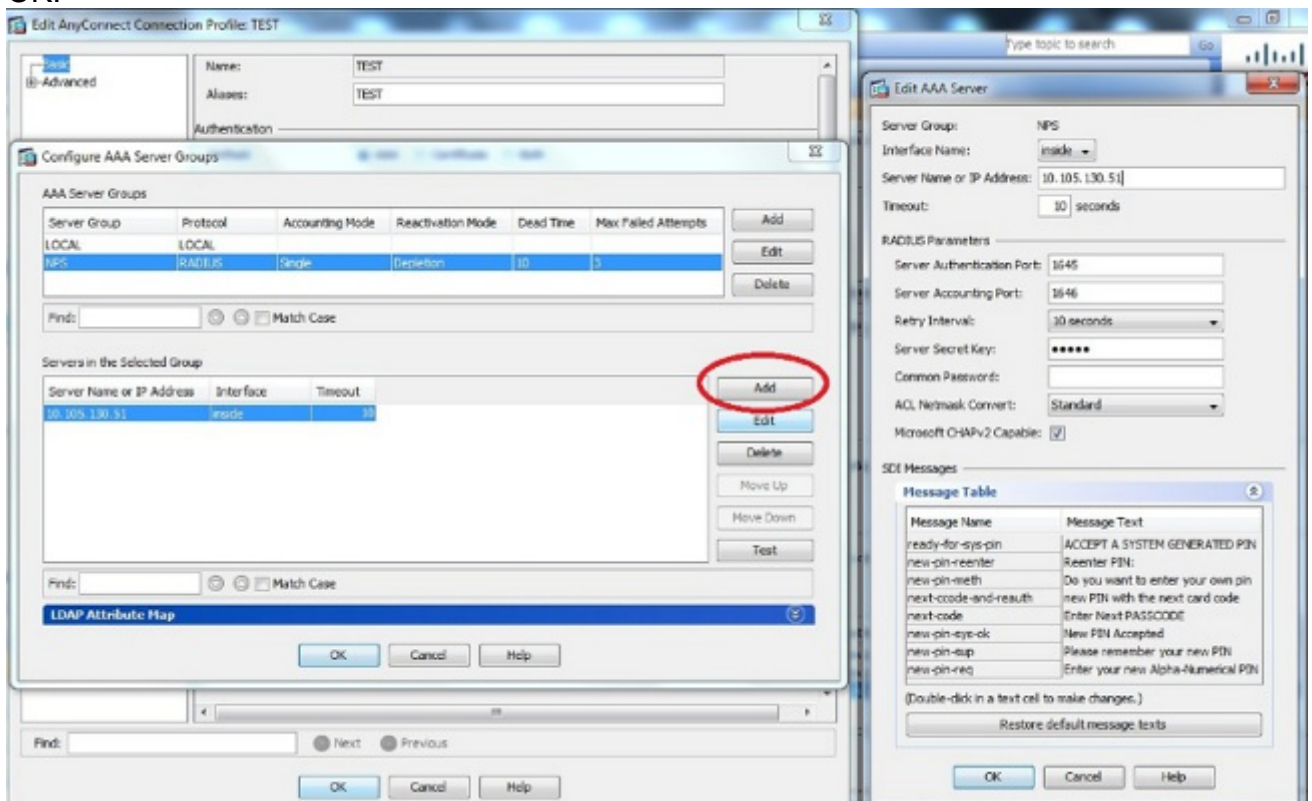 OK.
Edit AnyConnect Connection Profile: TEST
Basic
Advanced
Name: TEST
Aliases: TEST
Authentication
Configure AAA Server Groups
AAA Server Groups
Server Group Protocol Accounting Mode Reactivation Mode Dead Time Max Failed Attempts
LOCAL LOCAL
NPS RADIUS Single Depletion 10 3
Add
Edit
Delete
Find: Match Case
Servers in the Selected Group
Server Name or IP Address Interface Timeout
10.105.130.51 inside 10
Add
Edit
Delete
Move Up
Move Down
Test
Find: Match Case
LDAP Attribute Map
OK Cancel Help
Find: Next Previous
OK Cancel Help
Type topic to search Go
Edit AAA Server
Server Group: NPS
Interface Name: inside
Server Name or IP Address: 10.105.130.51
Timeout: 10 seconds
RADIUS Parameters
Server Authentication Port: 1645
Server Accounting Port: 1646
Retry Interval: 10 seconds
Server Secret Key: •••••
Common Password:
ACL Netmask Convert: Standard
Microsoft CHAPv2 Capable:
SDI Messages
Message Table
Message Name Message Text
ready-for-sys-pin ACCEPT A SYSTEM GENERATED PIN
new-pin-reenter Reenter PIN:
new-pin-meth Do you want to enter your own pin
next-ccode-and-reauth new PIN with the next card code
next-code Enter Next PASSCODE
new-pin-sys-ok New PIN Accepted
new-pin-sup Please remember your new PIN
new-pin-req Enter your new Alpha-Numerical PIN
(Double-click in a text cell to make changes.)
Restore default message texts
OK Cancel Help